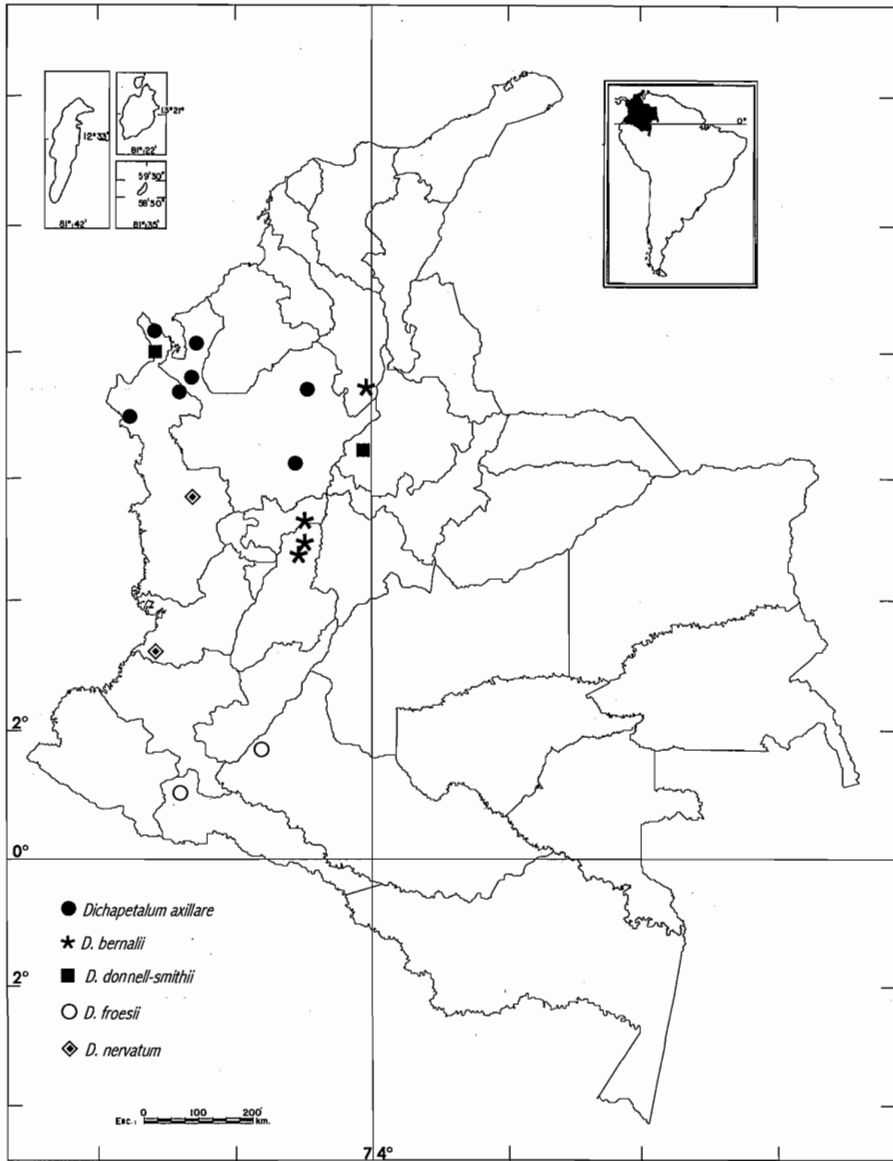 12°33'
81°:42'
13°21'
81°:22'
59'30"
58'30"
81°:35'
0°
2°
0°
2°
Dichapetalum axillare
D. bernalii
D. donnell-smithii
D. froesii
D. nervatum
Esc.: 0 100 200 km.
74°